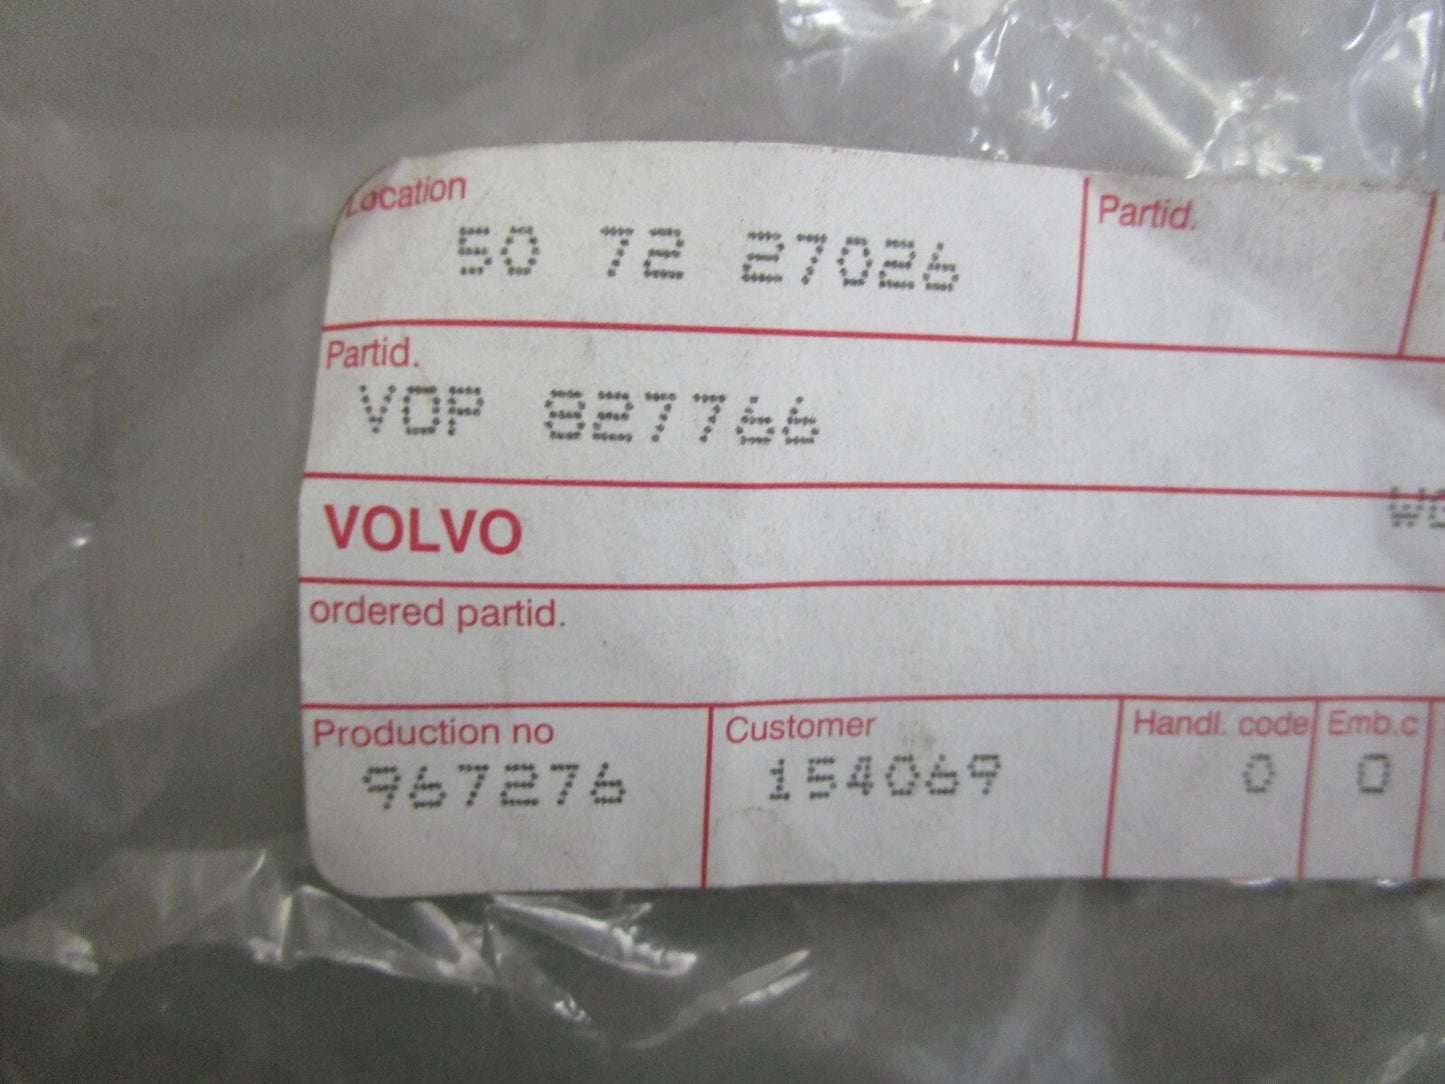 Location Partid.
50 72 27026
Partid.
VOP 827766
VOLVO
ordered partid.
Production no Customer Handl. code Emb.c
967276 154069 0 0